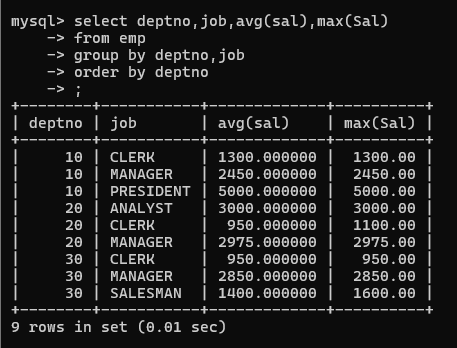 mysql> select deptno,job,avg(sal),max(Sal)
    -> from emp
    -> group by deptno,job
    -> order by deptno
    -> ;
+--------+-----------+-------------+----------+
| deptno | job       | avg(sal)    | max(Sal) |
+--------+-----------+-------------+----------+
|     10 | CLERK     | 1300.000000 |  1300.00 |
|     10 | MANAGER   | 2450.000000 |  2450.00 |
|     10 | PRESIDENT | 5000.000000 |  5000.00 |
|     20 | ANALYST   | 3000.000000 |  3000.00 |
|     20 | CLERK     |  950.000000 |  1100.00 |
|     20 | MANAGER   | 2975.000000 |  2975.00 |
|     30 | CLERK     |  950.000000 |   950.00 |
|     30 | MANAGER   | 2850.000000 |  2850.00 |
|     30 | SALESMAN  | 1400.000000 |  1600.00 |
+--------+-----------+-------------+----------+
9 rows in set (0.01 sec)